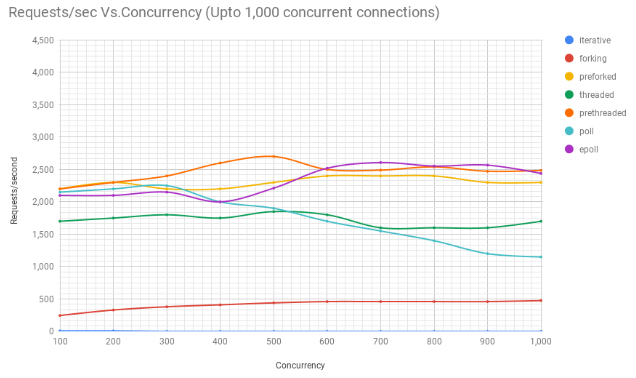 Requests/sec Vs.Concurrency (Upto 1,000 concurrent connections)
4,500
4,000
3,500
3,000
2,500
2,000
1,500
1,000
500
0
Requests/second
100 200 300 400 500 600 700 800 900 1,000
Concurrency
iterative
forking
preforked
threaded
prethreaded
poll
epoll